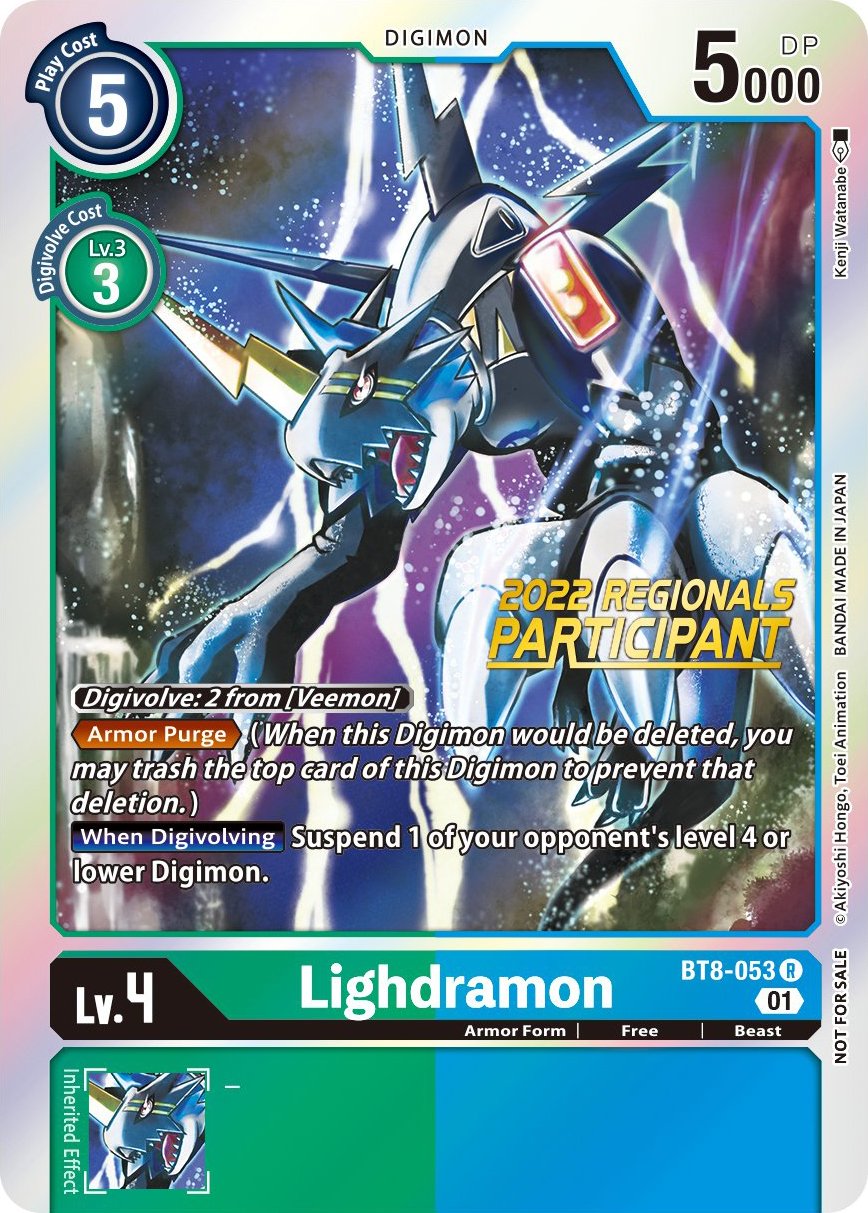 DIGIMON
Play Cost
5
DP
5000
Digivolve Cost
Lv.3
3
Kenji Watanabe
2022 REGIONALS
PARTICIPANT
Digivolve: 2 from [Veemon]
Armor Purge (When this Digimon would be deleted, you
may trash the top card of this Digimon to prevent that
deletion.)
When Digivolving Suspend 1 of your opponent's level 4 or
lower Digimon.
©Akiyoshi Hongo, Toei Animation BANDAI MADE IN JAPAN
NOT FOR SALE
Lv.4
Lighdramon
BT8-053 R
01
Armor Form | Free | Beast
Inherited Effect
–